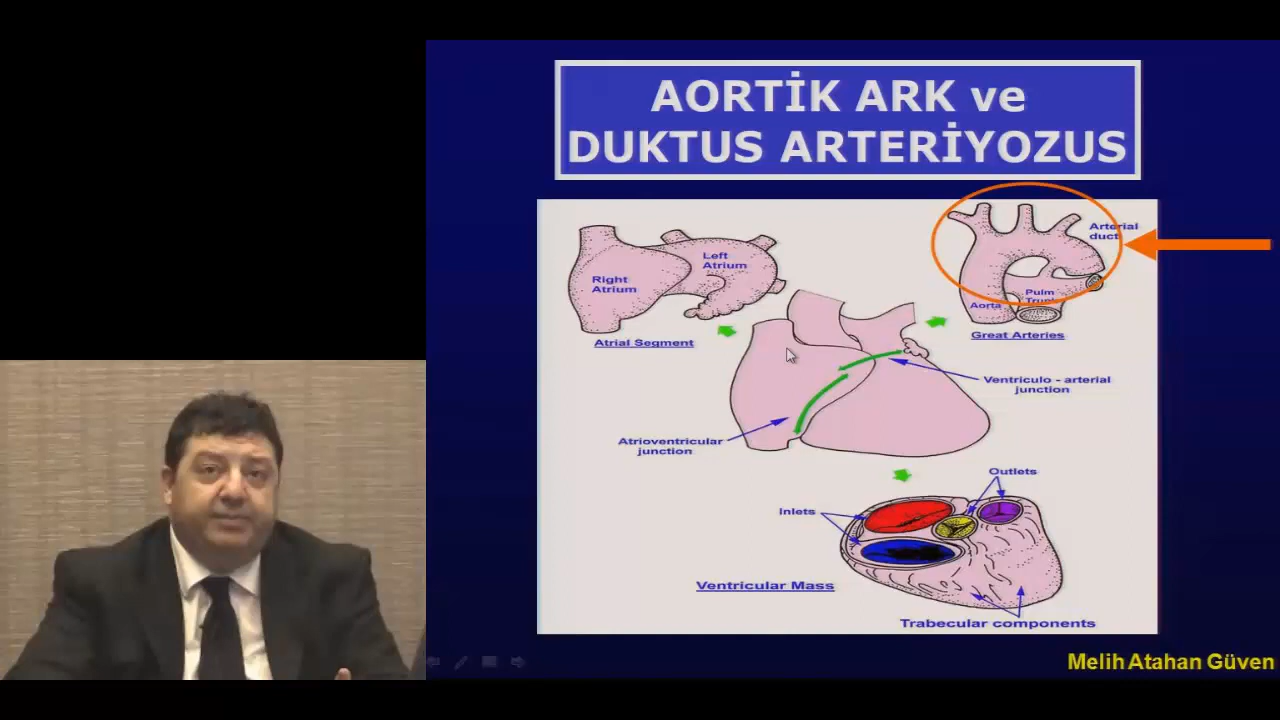 AORTİK ARK ve
DUKTUS ARTERİYOZUS
Left
Atrium
Right
Atrium
Atrial Segment
Arterial
duct
Pulm
Trunk
Aorta
Great Arteries
Ventriculo - arterial
junction
Atrioventricular
junction
Outlets
Inlets
Ventricular Mass
Trabecular components
Melih Atahan Güven